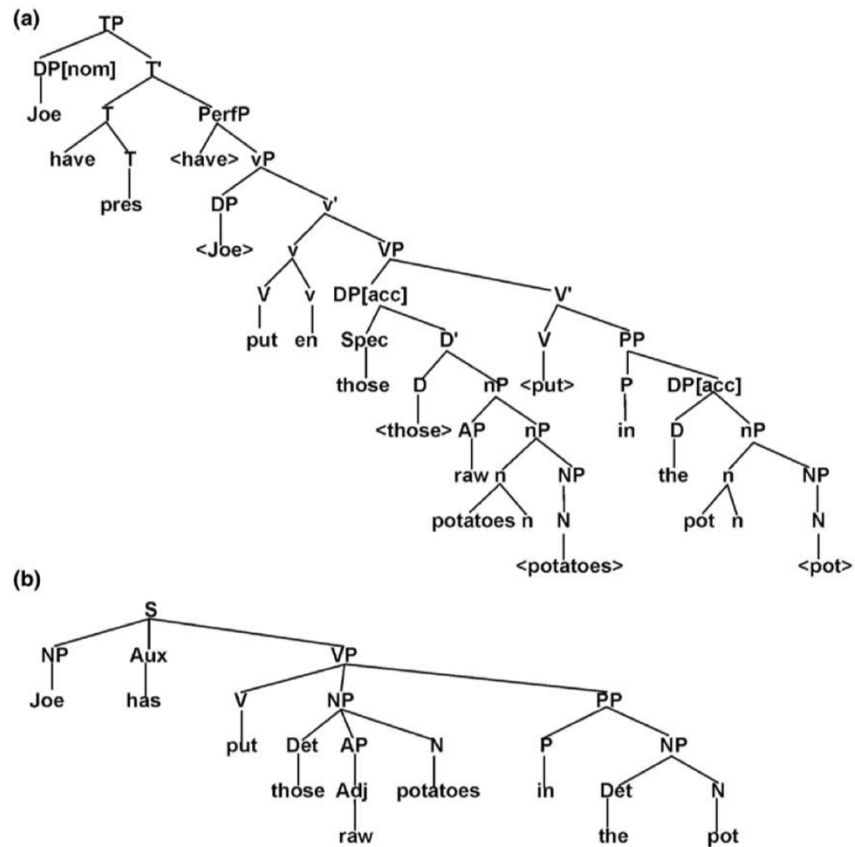 (a)
TP
DP[nom] T'
Joe T PerfP
have T <have> vP
pres DP v'
<Joe> v VP
V v DP[acc] V'
put en Spec D' V PP
those D nP <put> P DP[acc]
<those> AP nP in D nP
raw n NP the n NP
potatoes n N pot n N
<potatoes> <pot>
(b)
S
NP Aux VP
Joe has V NP PP
put Det AP N P NP
those Adj potatoes in Det N
raw the pot